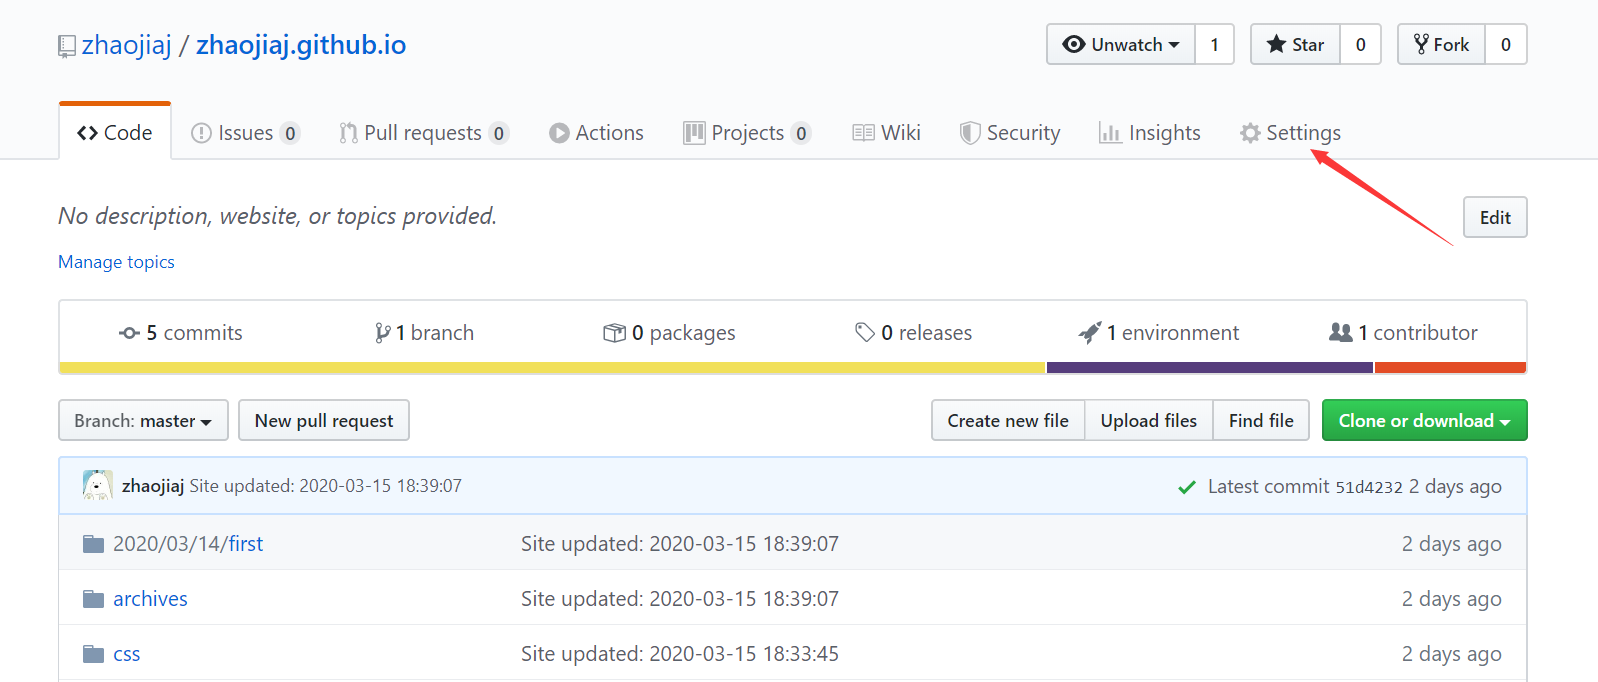 zhaojiaj / zhaojiaj.github.io
Unwatch 1 Star 0 Fork 0
Code Issues 0 Pull requests 0 Actions Projects 0 Wiki Security Insights Settings
No description, website, or topics provided.
Edit
Manage topics
5 commits 1 branch 0 packages 0 releases 1 environment 1 contributor
Branch: master New pull request Create new file Upload files Find file Clone or download
zhaojiaj Site updated: 2020-03-15 18:39:07 Latest commit 51d4232 2 days ago
2020/03/14/first Site updated: 2020-03-15 18:39:07 2 days ago
archives Site updated: 2020-03-15 18:39:07 2 days ago
css Site updated: 2020-03-15 18:33:45 2 days ago